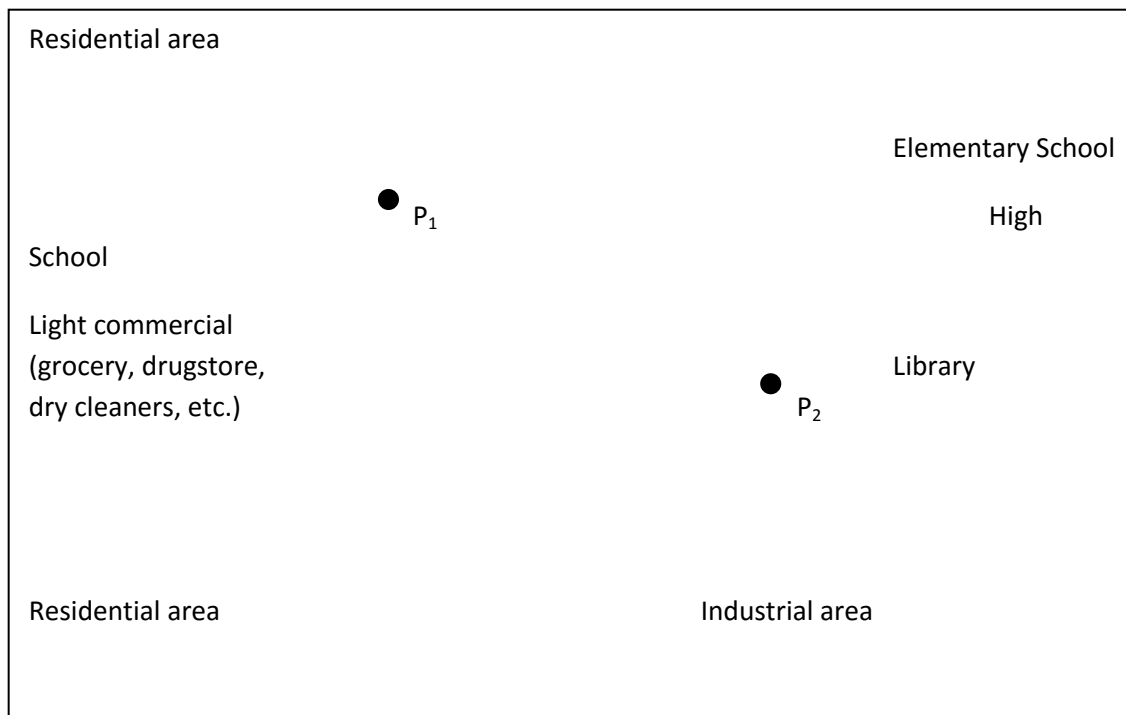 Residential area
Elementary School
P₁
High
School
Light commercial
(grocery, drugstore,
Library
dry cleaners, etc.)
P₂
Residential area
Industrial area